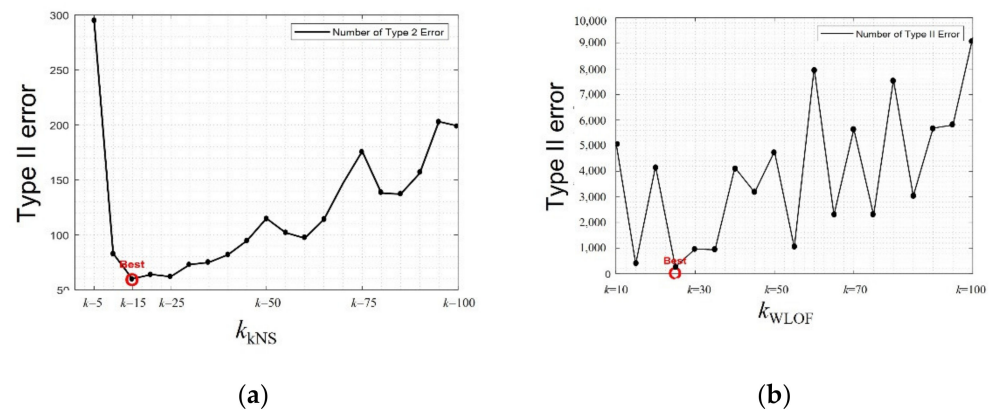 300
250
200
150
100
50
Type II error
Number of Type 2 Error
Best
k−5
k−15
k−25
k−50
k−75
k−100
kkNS
(a)
10,000
9,000
8,000
7,000
6,000
5,000
4,000
3,000
2,000
1,000
0
Type II error
Number of Type II Error
Best
k=10
k=30
k=50
k=70
k=100
kWLOF
(b)